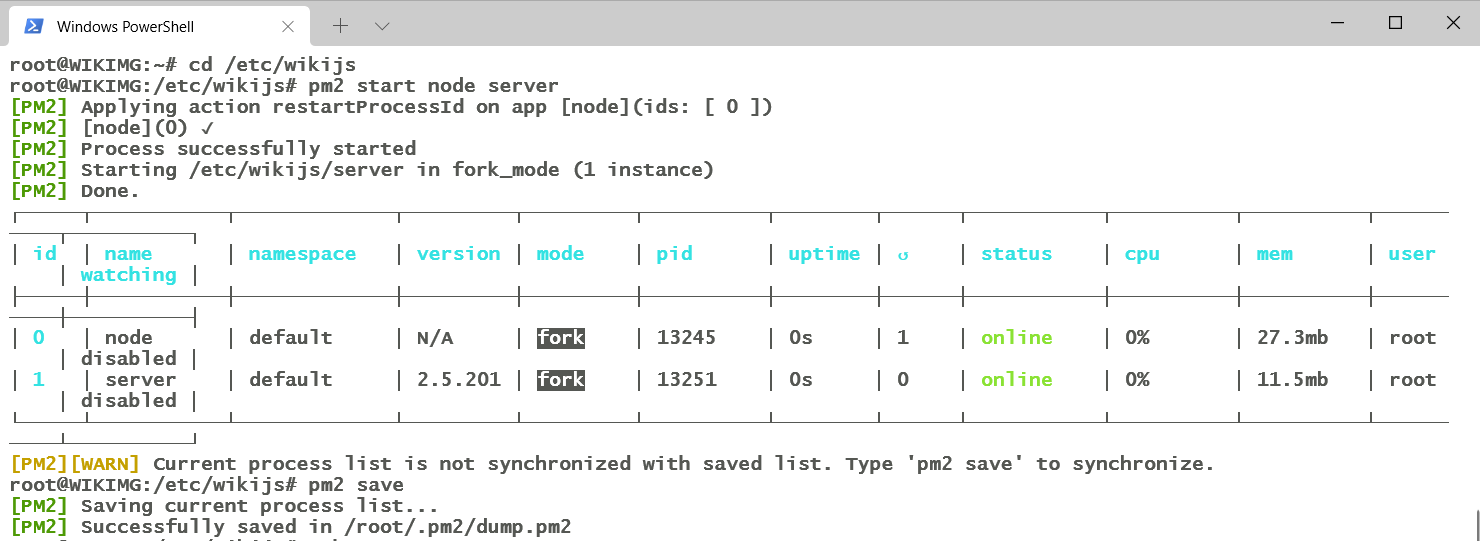 Windows PowerShell
root@WIKIMG:~# cd /etc/wikijs
root@WIKIMG:/etc/wikijs# pm2 start node server
[PM2] Applying action restartProcessId on app [node](ids: [ 0 ])
[PM2] [node](0) ✓
[PM2] Process successfully started
[PM2] Starting /etc/wikijs/server in fork_mode (1 instance)
[PM2] Done.
│ id │ name │ namespace │ version │ mode │ pid │ uptime │ ↺ │ status │ cpu │ mem │ user
│ watching │
│ 0 │ node │ default │ N/A │ fork │ 13245 │ 0s │ 1 │ online │ 0% │ 27.3mb │ root
│ disabled │
│ 1 │ server │ default │ 2.5.201 │ fork │ 13251 │ 0s │ 0 │ online │ 0% │ 11.5mb │ root
│ disabled │
[PM2][WARN] Current process list is not synchronized with saved list. Type 'pm2 save' to synchronize.
root@WIKIMG:/etc/wikijs# pm2 save
[PM2] Saving current process list...
[PM2] Successfully saved in /root/.pm2/dump.pm2